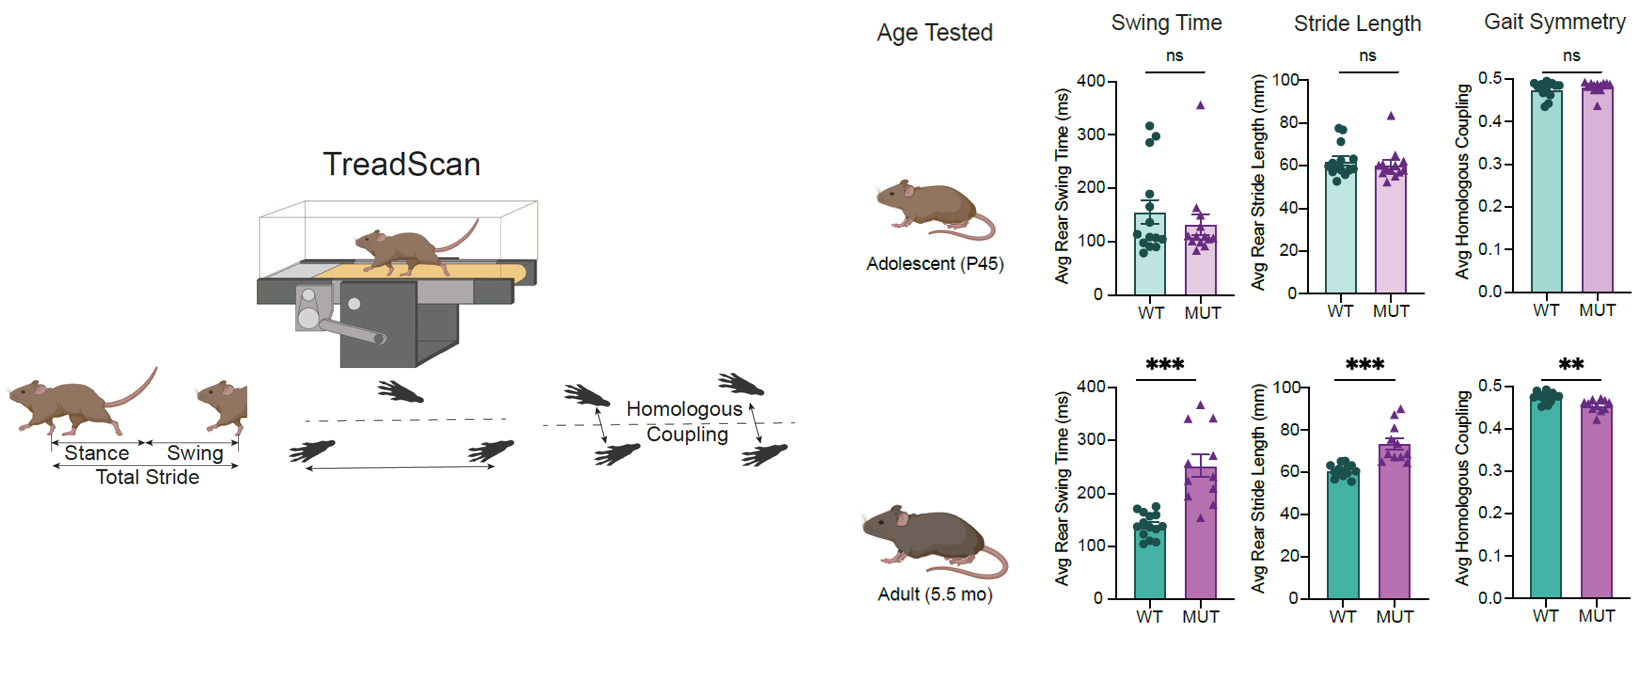 TreadScan
Stance
Swing
Total Stride
Homologous
Coupling
Age Tested
Swing Time
Stride Length
Gait Symmetry
Adolescent (P45)
ns
Avg Rear Swing Time (ms)
400
300
200
100
0
WT
MUT
ns
Avg Rear Stride Length (mm)
100
80
60
40
20
0
WT
MUT
ns
Avg Homologous Coupling
0.5
0.4
0.3
0.2
0.1
0.0
WT
MUT
Adult (5.5 mo)
***
Avg Rear Swing Time (ms)
400
300
200
100
0
WT
MUT
***
Avg Rear Stride Length (mm)
100
80
60
40
20
0
WT
MUT
**
Avg Homologous Coupling
0.5
0.4
0.3
0.2
0.1
0.0
WT
MUT